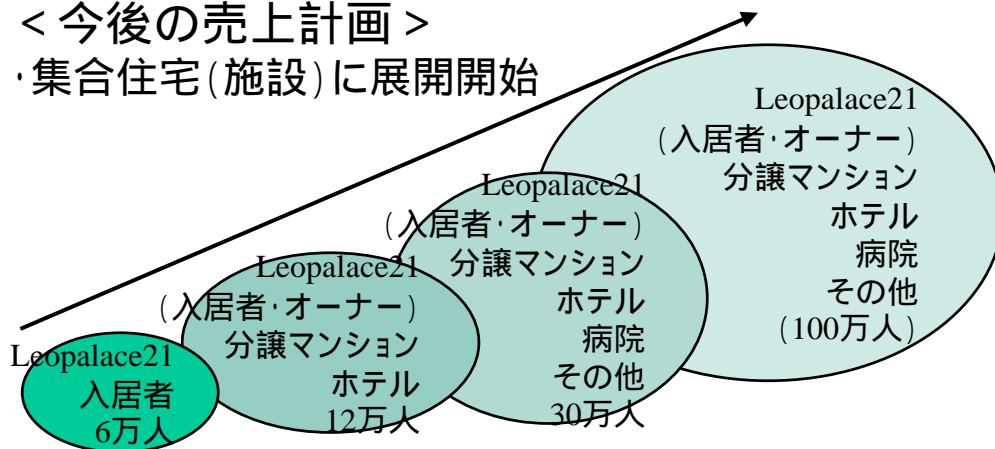 <今後の売上計画>
・集合住宅(施設)に展開開始
Leopalace21
入居者
6万人
Leopalace21
(入居者・オーナー)
分譲マンション
ホテル
12万人
Leopalace21
(入居者・オーナー)
分譲マンション
ホテル
病院
その他
30万人
Leopalace21
(入居者・オーナー)
分譲マンション
ホテル
病院
その他
(100万人)